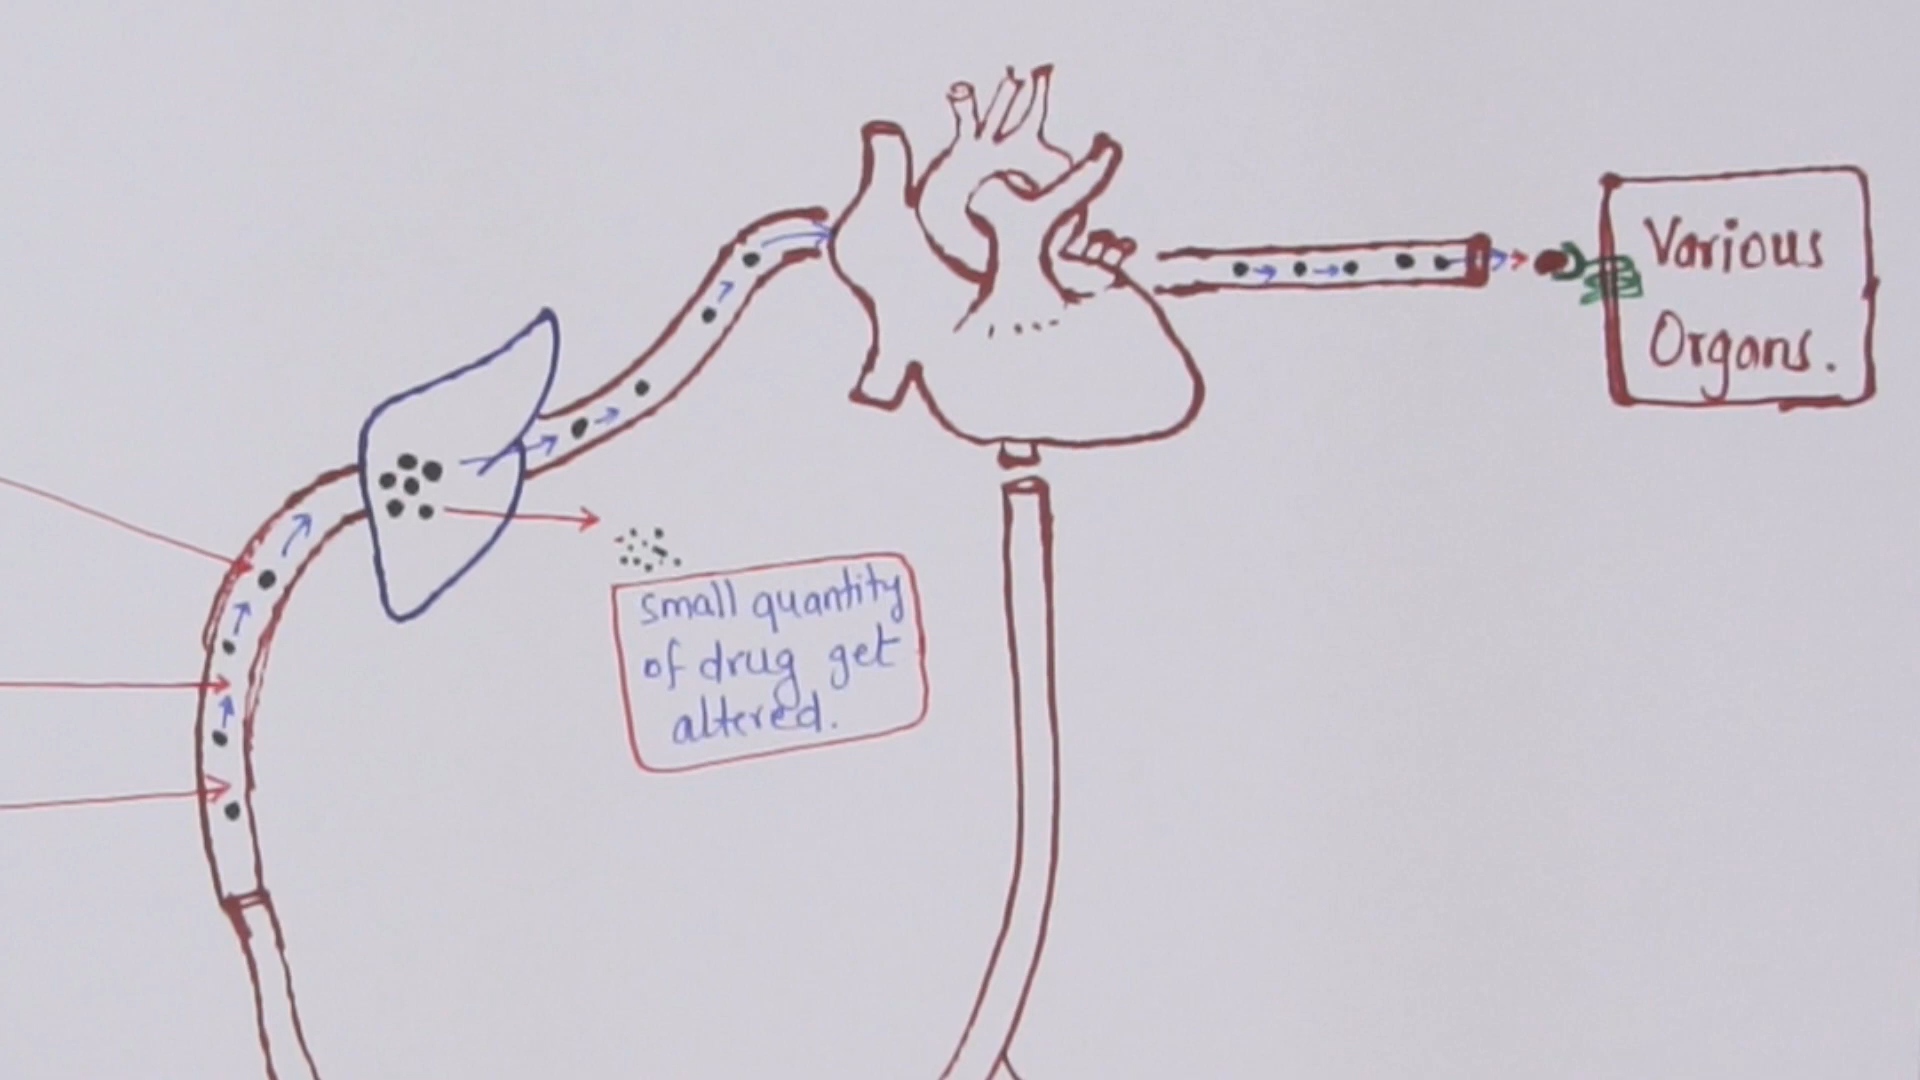 Various
Organs.
Small quantity
of drug get
altered.